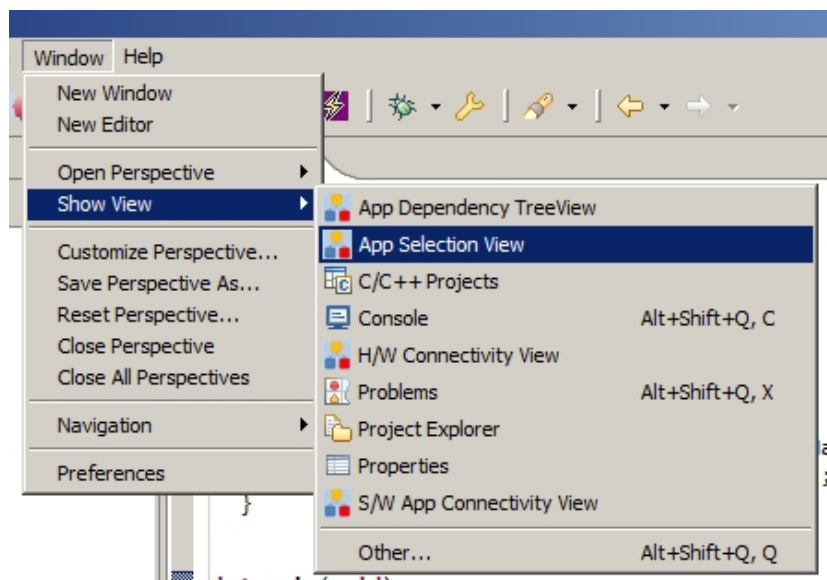 Window Help
New Window
New Editor
Open Perspective
Show View
App Dependency TreeView
App Selection View
Customize Perspective...
C/C++ Projects
Save Perspective As...
Console Alt+Shift+Q, C
Reset Perspective...
H/W Connectivity View
Close Perspective
Close All Perspectives
Problems Alt+Shift+Q, X
Navigation
Project Explorer
Properties
Preferences
S/W App Connectivity View
}
Other... Alt+Shift+Q, Q